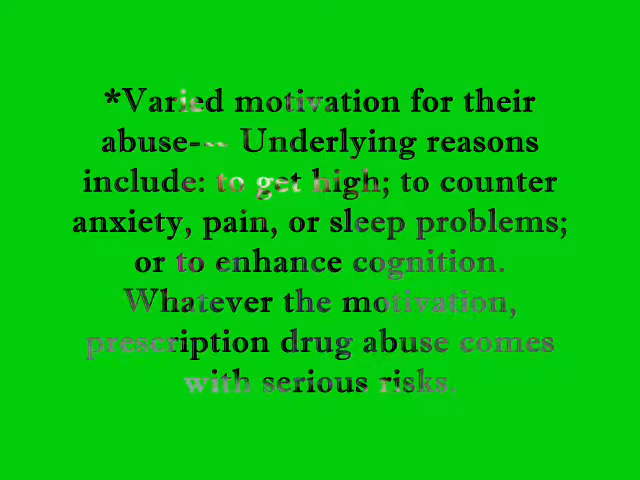 *Varied motivation for their
abuse--~ Underlying reasons
include: to get high; to counter
anxiety, pain, or sleep problems;
or to enhance cognition.
Whatever the motivation,
prescription drug abuse comes
with serious risks.